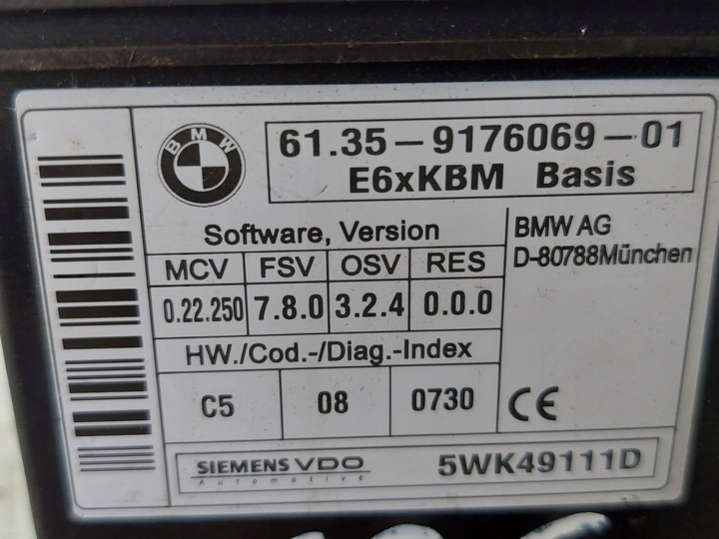 BMW
61.35-9176069-01
E6xKBM Basis
Software, Version
MCV FSV OSV RES
0.22.250 7.8.0 3.2.4 0.0.0
HW./Cod.-/Diag.-Index
C5 08 0730
BMW AG
D-80788München
CE
SIEMENS VDO
Automotive
5WK49111D